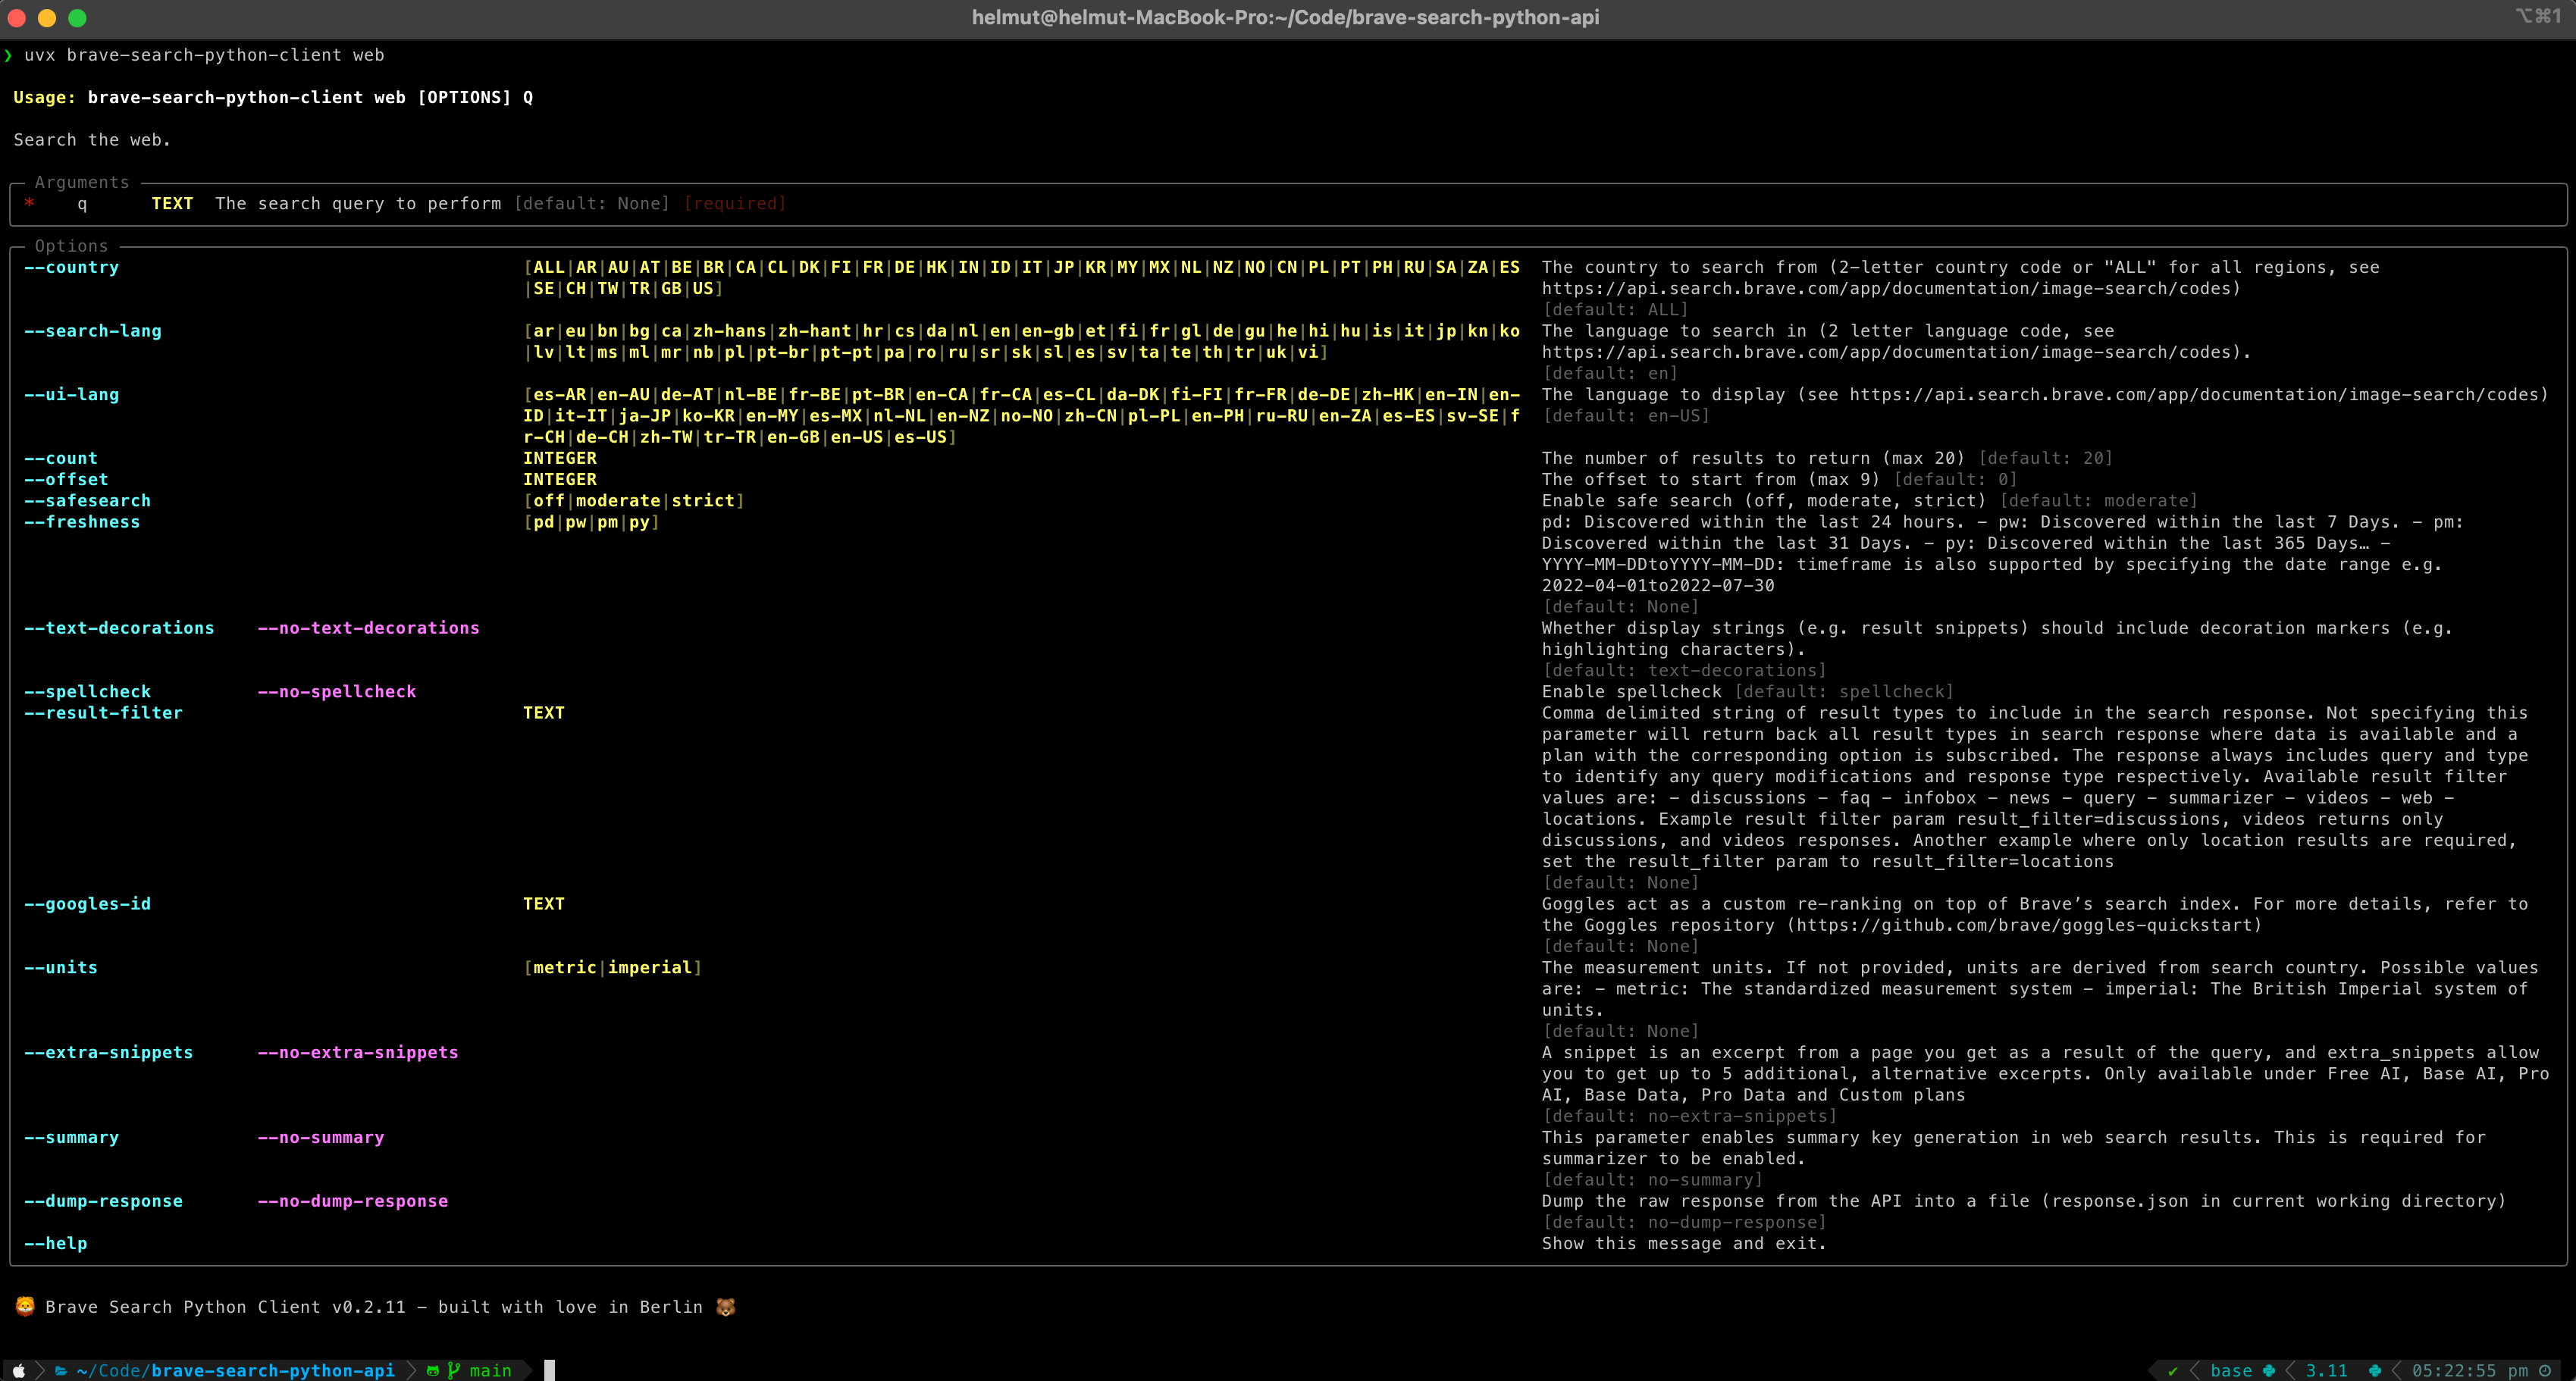 helmut@helmut-MacBook-Pro:~/Code/brave-search-python-api
⌥⌘1
❯ uvx brave-search-python-client web
Usage: brave-search-python-client web [OPTIONS] Q
Search the web.
Arguments
* q TEXT The search query to perform [default: None] [required]
Options
--country [ALL|AR|AU|AT|BE|BR|CA|CL|DK|FI|FR|DE|HK|IN|ID|IT|JP|KR|MY|MX|NL|NZ|NO|CN|PL|PT|PH|RU|SA|ZA|ES The country to search from (2-letter country code or "ALL" for all regions, see
|SE|CH|TW|TR|GB|US] https://api.search.brave.com/app/documentation/image-search/codes)
[default: ALL]
--search-lang [ar|eu|bn|bg|ca|zh-hans|zh-hant|hr|cs|da|nl|en|en-gb|et|fi|fr|gl|de|gu|he|hi|hu|is|it|jp|kn|ko The language to search in (2 letter language code, see
|lv|lt|ms|ml|mr|nb|pl|pt-br|pt-pt|pa|ro|ru|sr|sk|sl|es|sv|ta|te|th|tr|uk|vi] https://api.search.brave.com/app/documentation/image-search/codes).
[default: en]
--ui-lang [es-AR|en-AU|de-AT|nl-BE|fr-BE|pt-BR|en-CA|fr-CA|es-CL|da-DK|fi-FI|fr-FR|de-DE|zh-HK|en-IN|en- The language to display (see https://api.search.brave.com/app/documentation/image-search/codes)
ID|it-IT|ja-JP|ko-KR|en-MY|es-MX|nl-NL|en-NZ|no-NO|zh-CN|pl-PL|en-PH|ru-RU|en-ZA|es-ES|sv-SE|f [default: en-US]
r-CH|de-CH|zh-TW|tr-TR|en-GB|en-US|es-US]
--count INTEGER The number of results to return (max 20) [default: 20]
--offset INTEGER The offset to start from (max 9) [default: 0]
--safesearch [off|moderate|strict] Enable safe search (off, moderate, strict) [default: moderate]
--freshness [pd|pw|pm|py] pd: Discovered within the last 24 hours. - pw: Discovered within the last 7 Days. - pm:
Discovered within the last 31 Days. - py: Discovered within the last 365 Days… -
YYYY-MM-DDtoYYYY-MM-DD: timeframe is also supported by specifying the date range e.g.
2022-04-01to2022-07-30
[default: None]
--text-decorations --no-text-decorations Whether display strings (e.g. result snippets) should include decoration markers (e.g.
highlighting characters).
[default: text-decorations]
--spellcheck --no-spellcheck Enable spellcheck [default: spellcheck]
--result-filter TEXT Comma delimited string of result types to include in the search response. Not specifying this
parameter will return back all result types in search response where data is available and a
plan with the corresponding option is subscribed. The response always includes query and type
to identify any query modifications and response type respectively. Available result filter
values are: - discussions - faq - infobox - news - query - summarizer - videos - web -
locations. Example result filter param result_filter=discussions, videos returns only
discussions, and videos responses. Another example where only location results are required,
set the result_filter param to result_filter=locations
[default: None]
--googles-id TEXT Goggles act as a custom re-ranking on top of Brave’s search index. For more details, refer to
the Goggles repository (https://github.com/brave/goggles-quickstart)
[default: None]
--units [metric|imperial] The measurement units. If not provided, units are derived from search country. Possible values
are: - metric: The standardized measurement system - imperial: The British Imperial system of
units.
[default: None]
--extra-snippets --no-extra-snippets A snippet is an excerpt from a page you get as a result of the query, and extra_snippets allow
you to get up to 5 additional, alternative excerpts. Only available under Free AI, Base AI, Pro
AI, Base Data, Pro Data and Custom plans
[default: no-extra-snippets]
--summary --no-summary This parameter enables summary key generation in web search results. This is required for
summarizer to be enabled.
[default: no-summary]
--dump-response --no-dump-response Dump the raw response from the API into a file (response.json in current working directory)
[default: no-dump-response]
--help Show this message and exit.
🦁 Brave Search Python Client v0.2.11 - built with love in Berlin 🐻
~/Code/brave-search-python-api main ✔ base 3.11 05:22:55 pm